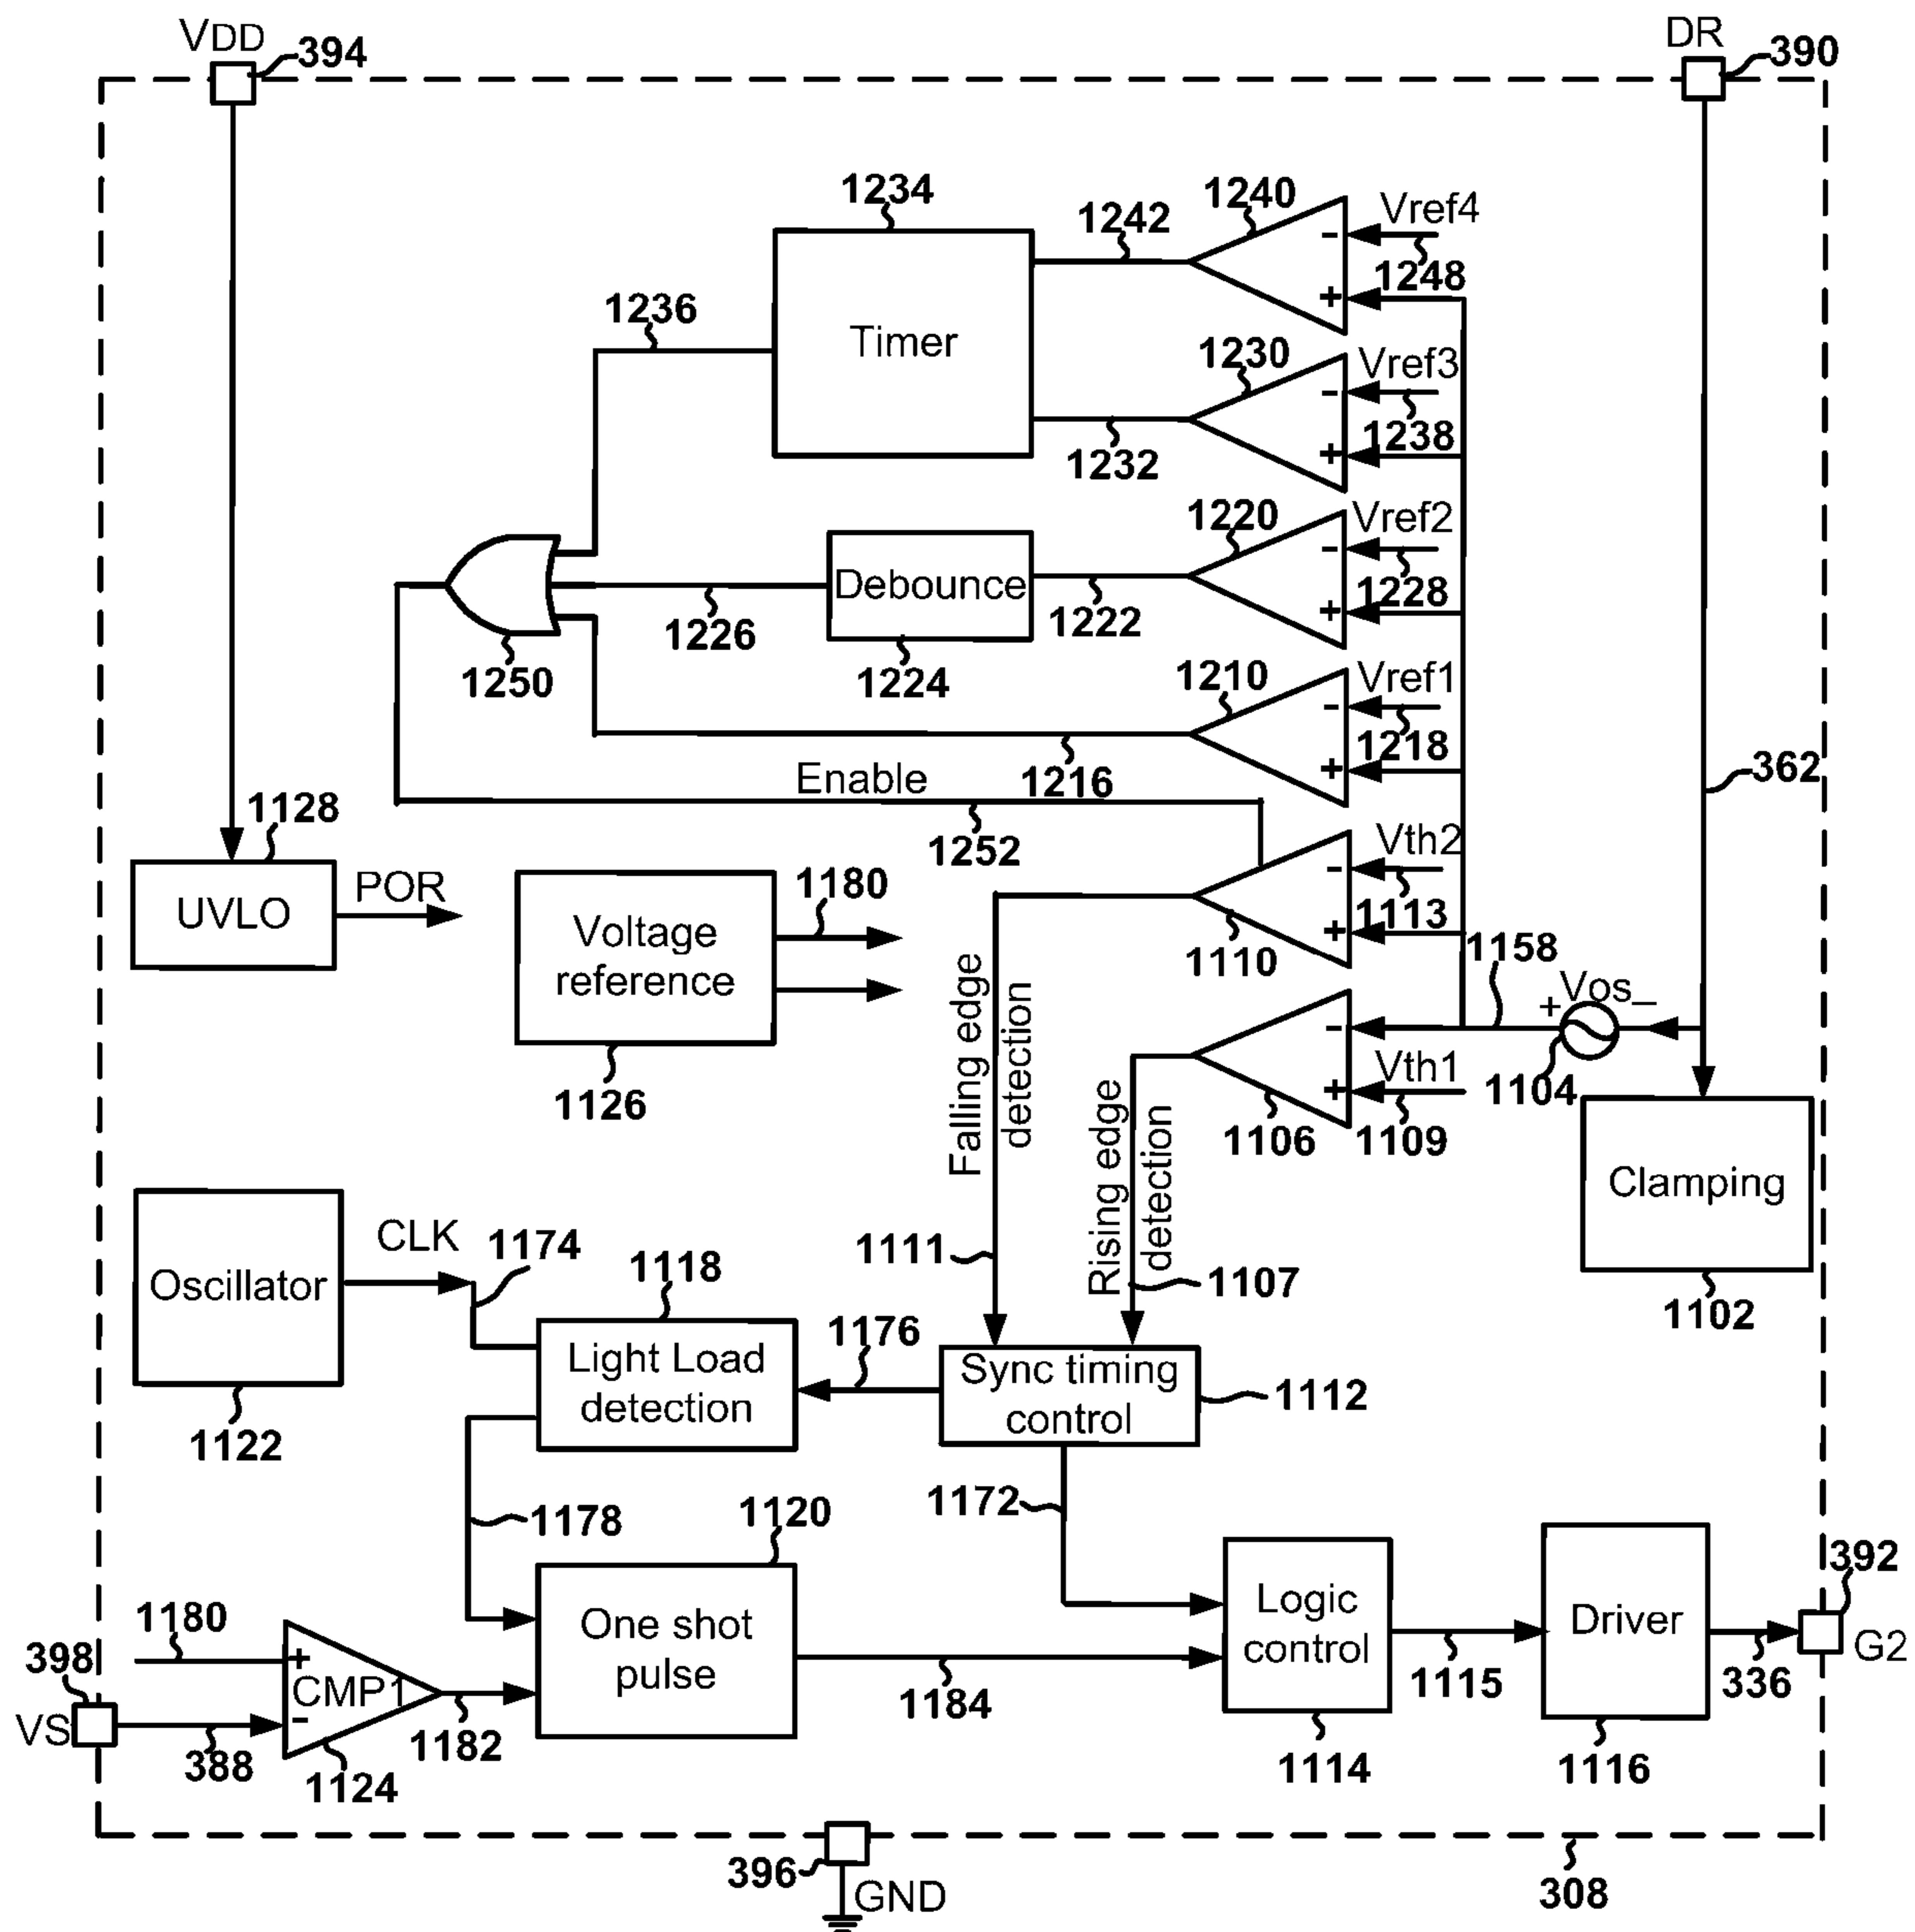 VDD
394
DR
390
1234
1242
1240
Vref4
-
1248
+
1236
Timer
1230
Vref3
-
1232
1238
+
1220
Vref2
-
Debounce
1228
1226
1222
+
1250
1224
1210
Vref1
-
1218
Enable
1216
+
362
1128
1252
Vth2
-
UVLO
POR
1180
Voltage
reference
1113
+
1110
1158
Falling edge
detection
+
Vos_
-
1126
Vth1
+
1104
Rising edge
detection
1106
1109
Clamping
1102
Oscillator
CLK
1174
1118
1111
1107
1122
Light Load
detection
1176
Sync timing
control
1112
1178
1120
1172
392
1180
398
+
CMP1
-
VS
388
1124
1182
One shot
pulse
1184
Logic
control
1115
Driver
336
G2
1114
1116
396
GND
308